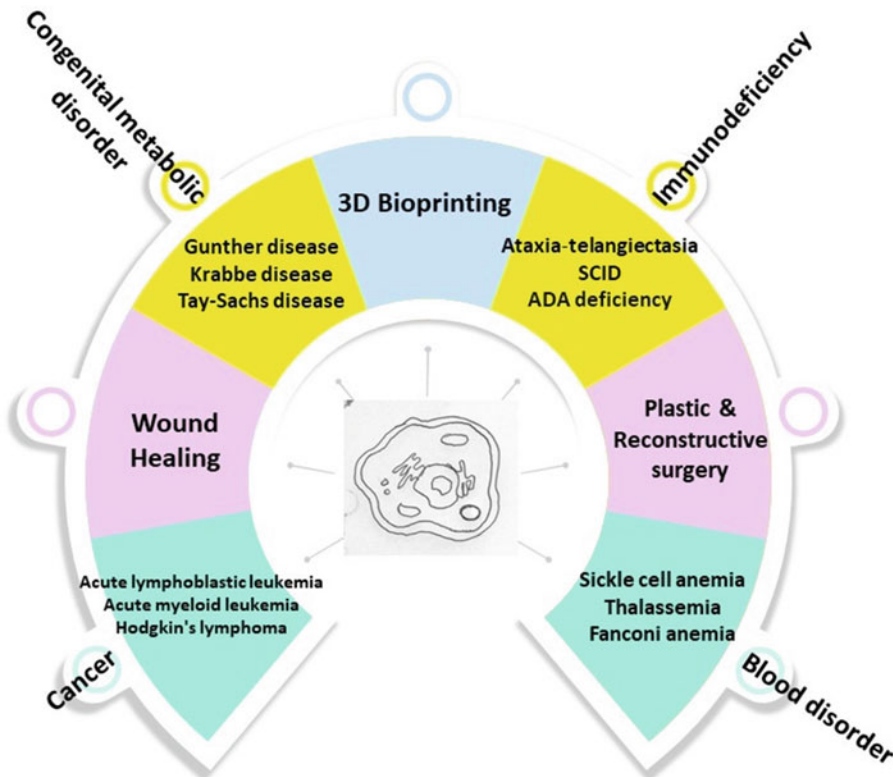 Congenital metabolic
disorder
Immunodeficiency
3D Bioprinting
Gunther disease
Krabbe disease
Tay-Sachs disease
Ataxia-telangiectasia
SCID
ADA deficiency
Wound
Healing
Plastic &
Reconstructive
surgery
Acute lymphoblastic leukemia
Acute myeloid leukemia
Hodgkin's lymphoma
Sickle cell anemia
Thalassemia
Fanconi anemia
Cancer
Blood disorder